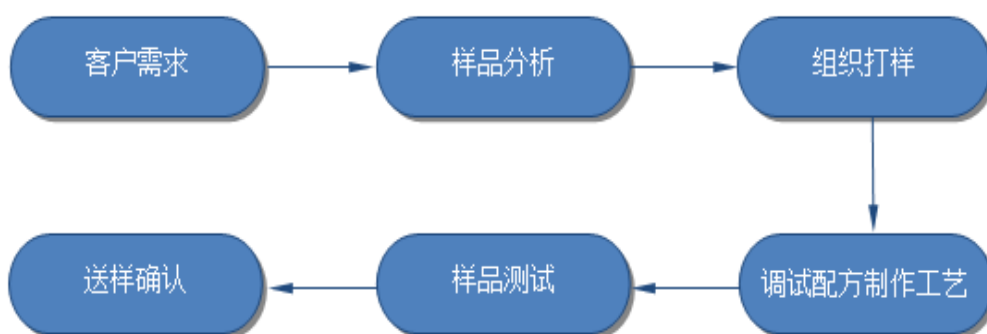 客户需求
样品分析
组织打样
调试配方制作工艺
样品测试
送样确认